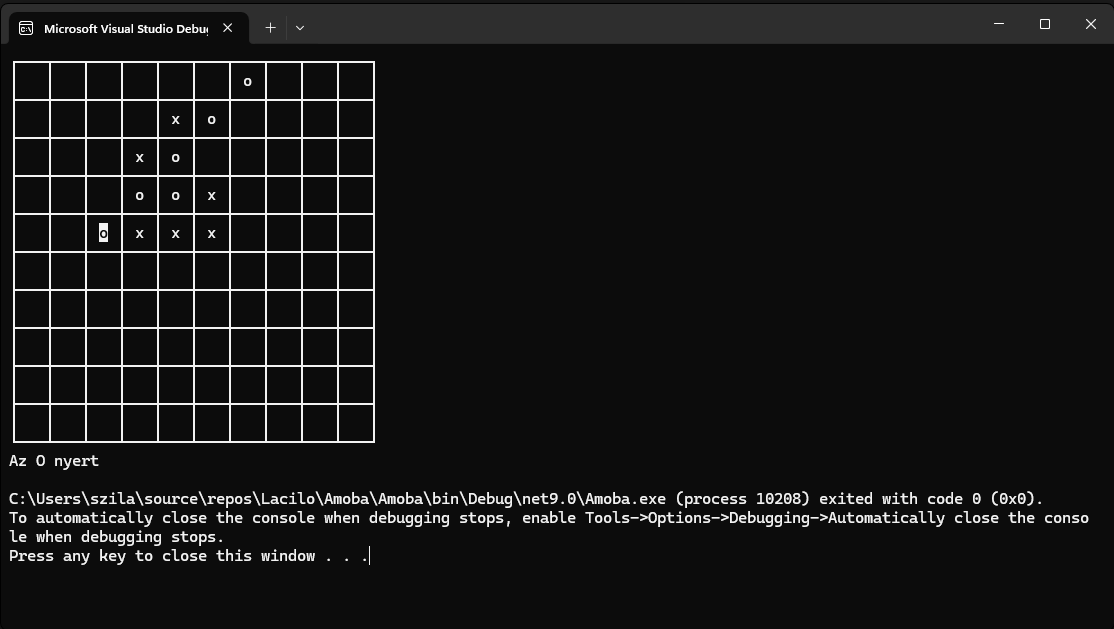 Microsoft Visual Studio Debu
o
x o
x o
o o x
o x x x
Az O nyert
C:\Users\szila\source\repos\Lacilo\Amoba\Amoba\bin\Debug\net9.0\Amoba.exe (process 10208) exited with code 0 (0x0).
To automatically close the console when debugging stops, enable Tools->Options->Debugging->Automatically close the conso
le when debugging stops.
Press any key to close this window . . .